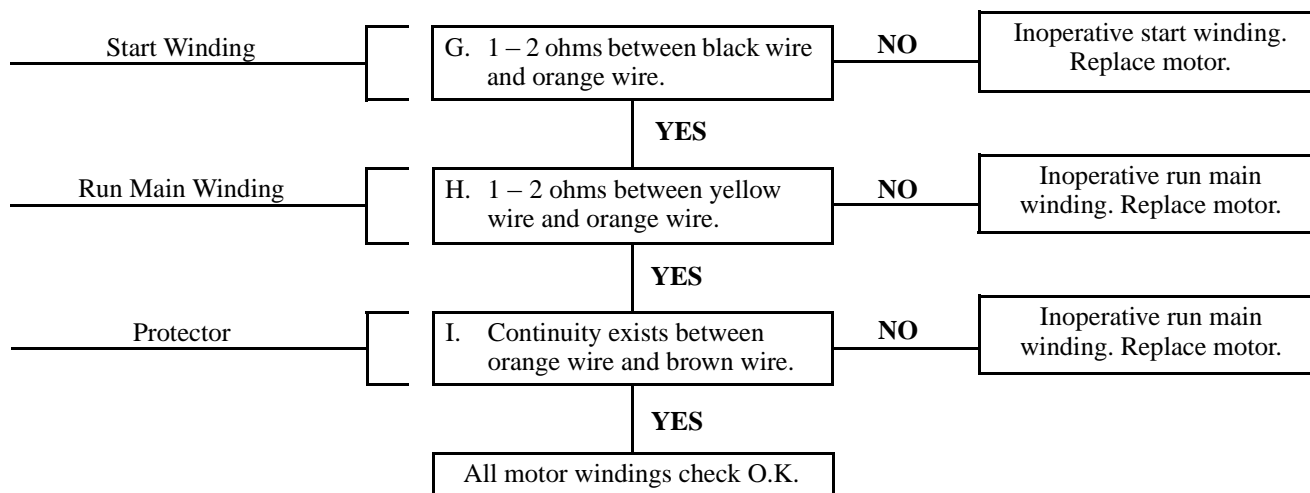 Start Winding
G. 1 – 2 ohms between black wire
and orange wire.
NO
Inoperative start winding.
Replace motor.
YES
Run Main Winding
H. 1 – 2 ohms between yellow
wire and orange wire.
NO
Inoperative run main
winding. Replace motor.
YES
Protector
I. Continuity exists between
orange wire and brown wire.
NO
Inoperative run main
winding. Replace motor.
YES
All motor windings check O.K.